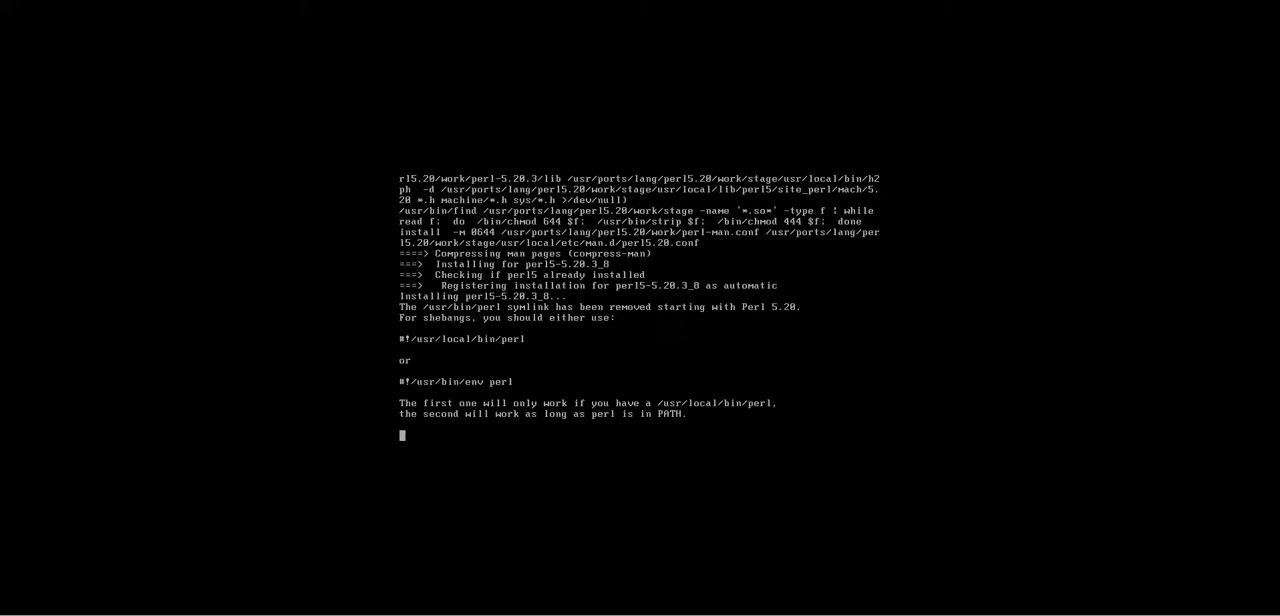 rl5.20/work/perl-5.20.3/lib /usr/ports/lang/perl5.20/work/stage/usr/local/bin/h2
ph  -d /usr/ports/lang/perl5.20/work/stage/usr/local/lib/perl5/site_perl/mach/5.
20 *.h machine/*.h sys/*.h >/dev/null)
/usr/bin/find /usr/ports/lang/perl5.20/work/stage -name '*.so*' -type f | while
read f;  do  /bin/chmod 644 $f;  /usr/bin/strip $f;  /bin/chmod 444 $f;  done
install  -m 0644 /usr/ports/lang/perl5.20/work/perl-man.conf /usr/ports/lang/per
l5.20/work/stage/usr/local/etc/man.d/perl5.20.conf
====> Compressing man pages (compress-man)
===>  Installing for perl5-5.20.3_8
===>  Checking if perl5 already installed
===>   Registering installation for perl5-5.20.3_8 as automatic
Installing perl5-5.20.3_8...
The /usr/bin/perl symlink has been removed starting with Perl 5.20.
For shebangs, you should either use:
#!/usr/local/bin/perl
or
#!/usr/bin/env perl
The first one will only work if you have a /usr/local/bin/perl,
the second will work as long as perl is in PATH.